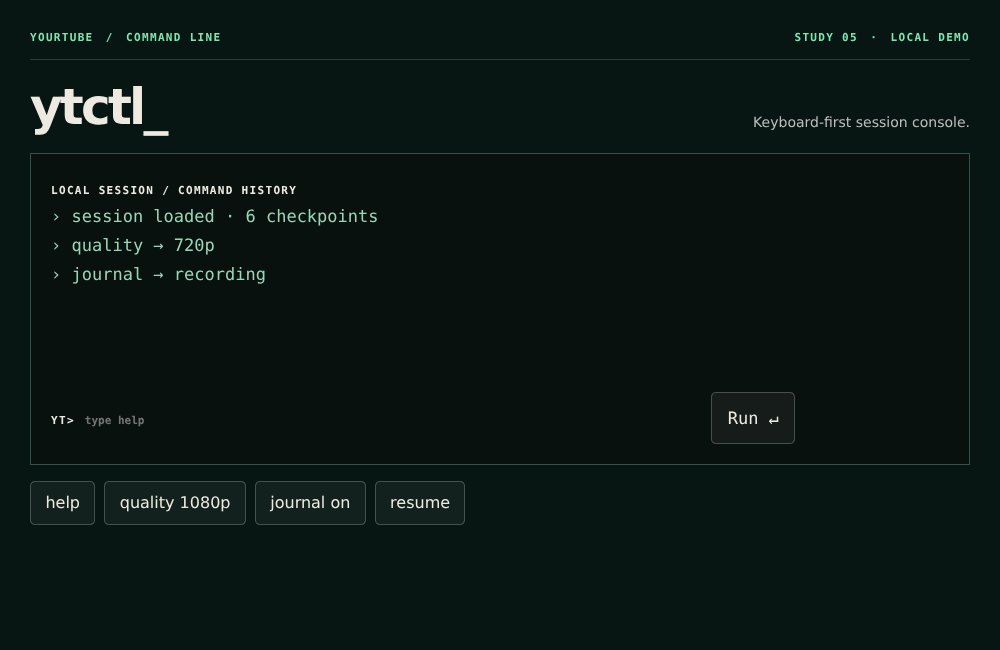 YOURTUBE / COMMAND LINE
STUDY 05 · LOCAL DEMO
ytctl_
Keyboard-first session console.
LOCAL SESSION / COMMAND HISTORY
› session loaded · 6 checkpoints
› quality → 720p
› journal → recording
YT> type help
Run ↵
help
quality 1080p
journal on
resume